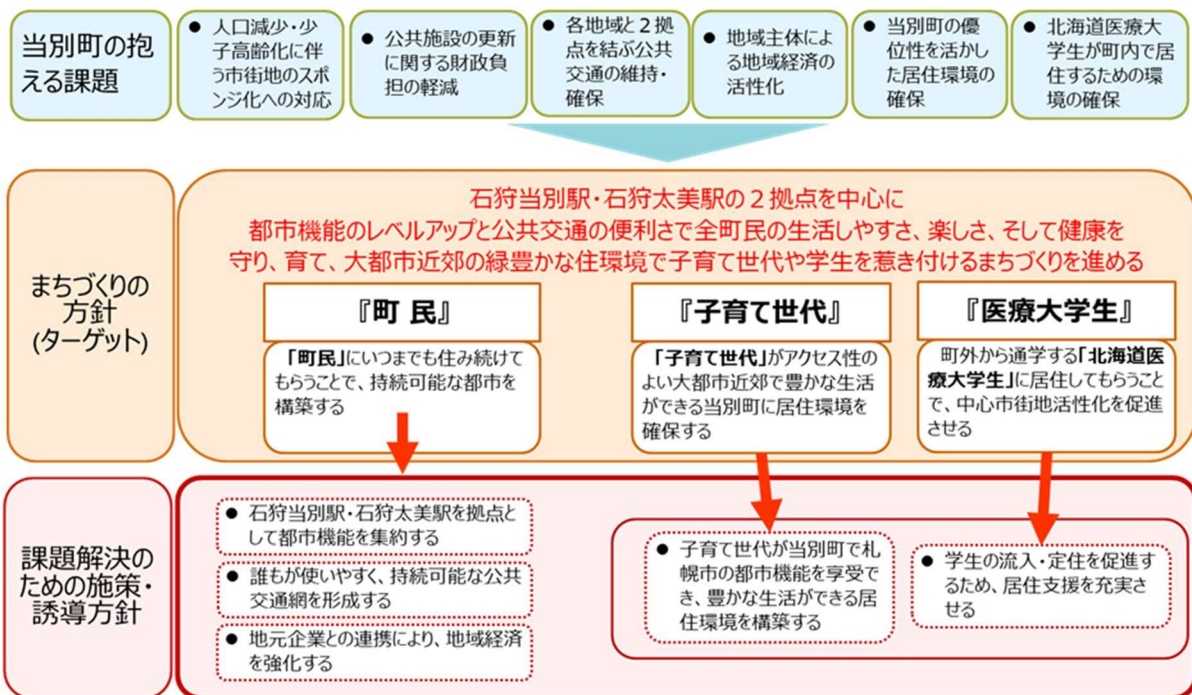 当別町の抱
える課題
● 人口減少・少
子高齢化に伴
う市街地のスポ
ンジ化への対応
● 公共施設の更新
に関する財政負
担の軽減
● 各地域と２拠
点を結ぶ公共
交通の維持・
確保
● 地域主体によ
る地域経済の
活性化
● 当別町の優
位性を活かし
た居住環境の
確保
● 北海道医療大
学生が町内で居
住するための環
境の確保
まちづくりの
方針
(ターゲット)
石狩当別駅・石狩太美駅の２拠点を中心に
都市機能のレベルアップと公共交通の便利さで全町民の生活しやすさ、楽しさ、そして健康を
守り、育て、大都市近郊の緑豊かな住環境で子育て世代や学生を惹き付けるまちづくりを進める
『町 民』
「町民」にいつまでも住み続けて
もらうことで、持続可能な都市を
構築する
『子育て世代』
「子育て世代」がアクセス性の
よい大都市近郊で豊かな生活
ができる当別町に居住環境を
確保する
『医療大学生』
町外から通学する「北海道医
療大学生」に居住してもらうこと
で、中心市街地活性化を促進
させる
課題解決の
ための施策・
誘導方針
● 石狩当別駅・石狩太美駅を拠点と
して都市機能を集約する
● 誰もが使いやすく、持続可能な公共
交通網を形成する
● 地元企業との連携により、地域経済
を強化する
● 子育て世代が当別町で札
幌市の都市機能を享受で
き、豊かな生活ができる居
住環境を構築する
● 学生の流入・定住を促進す
るため、居住支援を充実さ
せる